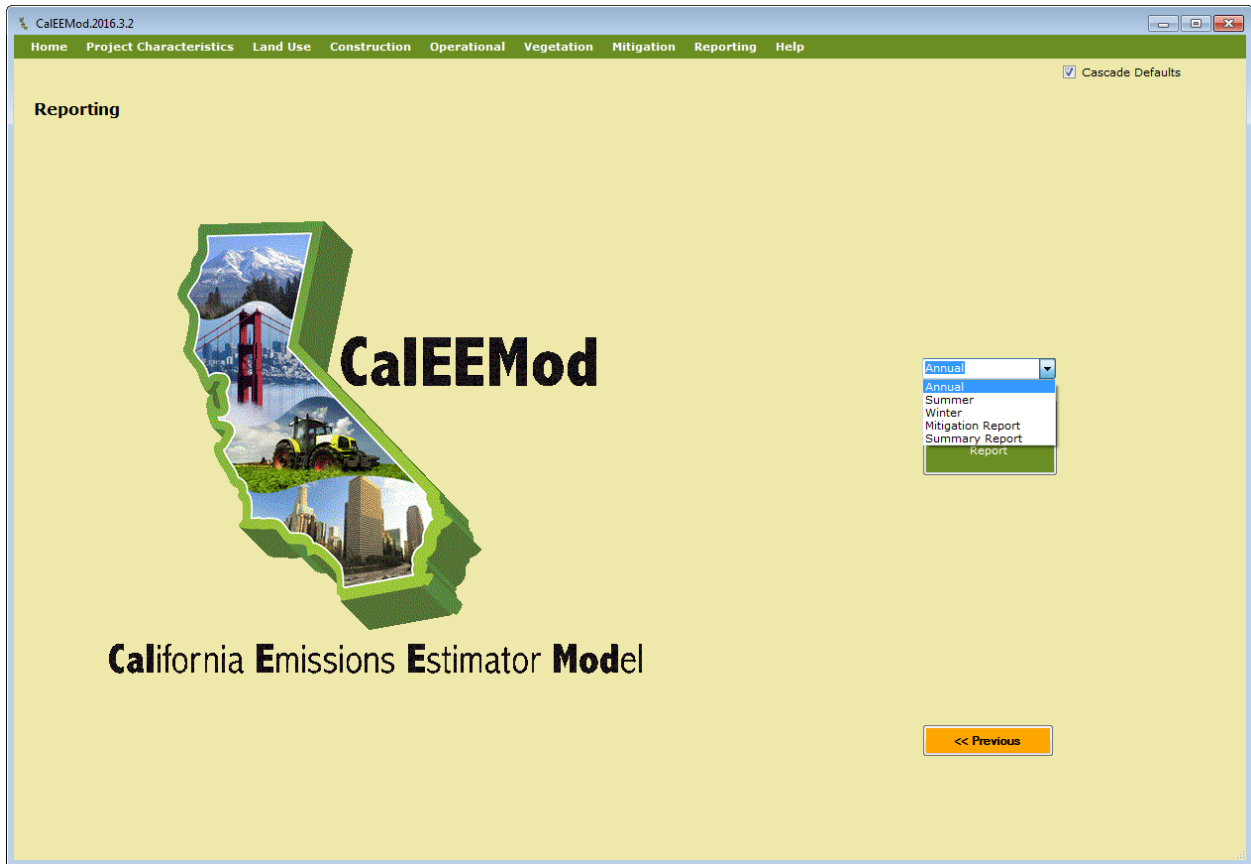 CalEEMod.2016.3.2
Home Project Characteristics Land Use Construction Operational Vegetation Mitigation Reporting Help
Cascade Defaults
Reporting
CalEEMod
Annual
Annual
Summer
Winter
Mitigation Report
Summary Report
Report
California Emissions Estimator Model
<< Previous